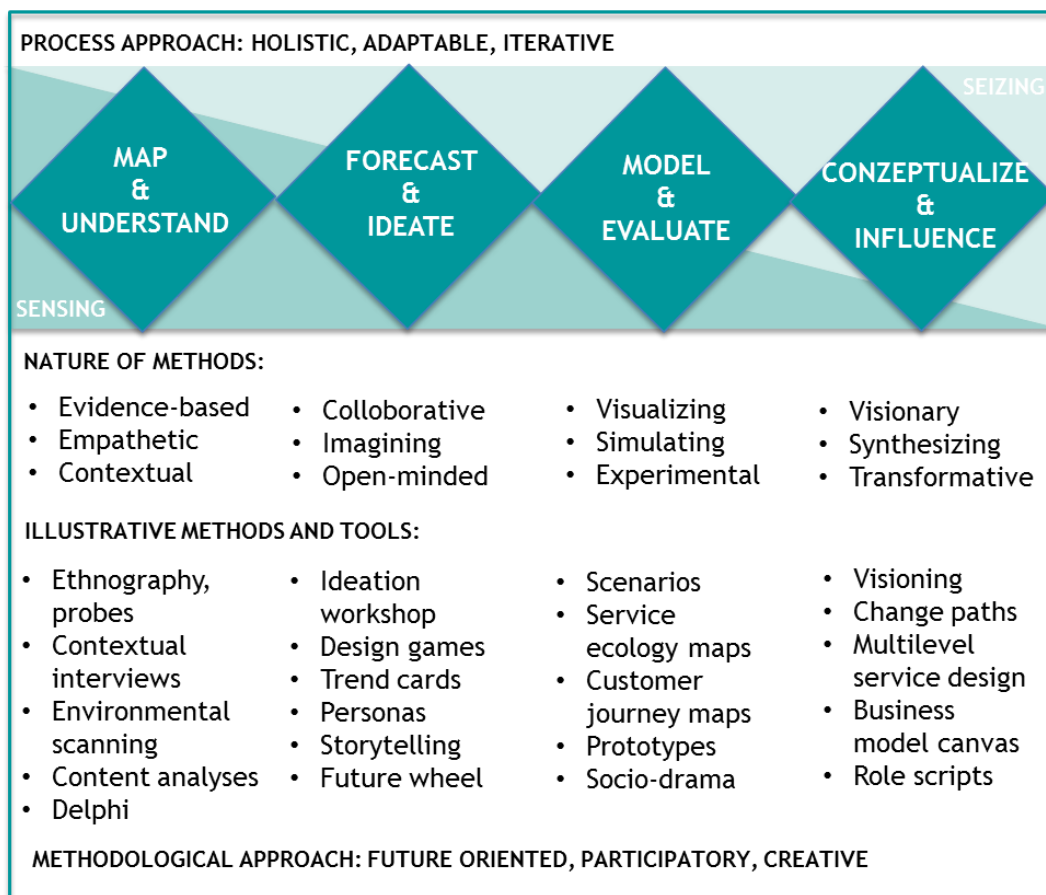 PROCESS APPROACH: HOLISTIC, ADAPTABLE, ITERATIVE
SEIZING
MAP
&
UNDERSTAND
FORECAST
&
IDEATE
MODEL
&
EVALUATE
CONZEPTUALIZE
&
INFLUENCE
SENSING
NATURE OF METHODS:
• Evidence-based
• Empathetic
• Contextual
• Colloborative
• Imagining
• Open-minded
• Visualizing
• Simulating
• Experimental
• Visionary
• Synthesizing
• Transformative
ILLUSTRATIVE METHODS AND TOOLS:
• Ethnography,
probes
• Contextual
interviews
• Environmental
scanning
• Content analyses
• Delphi
• Ideation
workshop
• Design games
• Trend cards
• Personas
• Storytelling
• Future wheel
• Scenarios
• Service
ecology maps
• Customer
journey maps
• Prototypes
• Socio-drama
• Visioning
• Change paths
• Multilevel
service design
• Business
model canvas
• Role scripts
METHODOLOGICAL APPROACH: FUTURE ORIENTED, PARTICIPATORY, CREATIVE